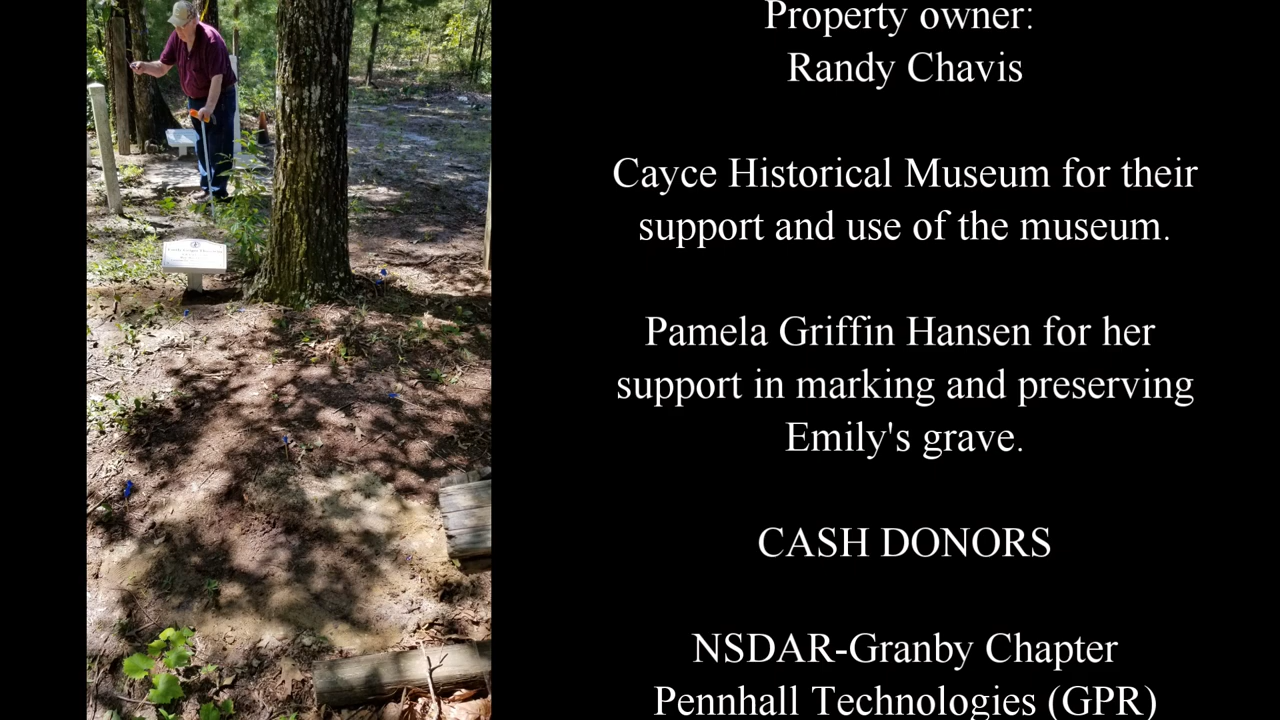 Property owner:
Randy Chavis
Cayce Historical Museum for their
support and use of the museum.
Pamela Griffin Hansen for her
support in marking and preserving
Emily's grave.
CASH DONORS
NSDAR-Granby Chapter
Pennhall Technologies (GPR)